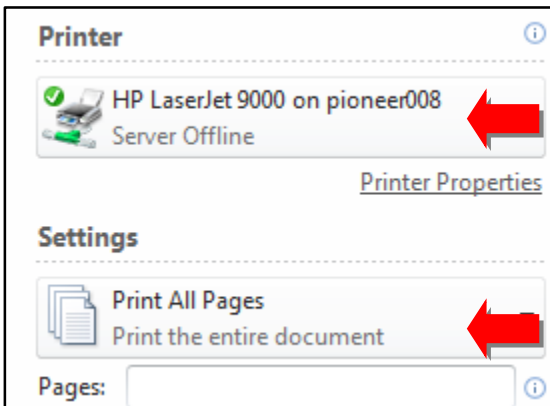 Printer
HP LaserJet 9000 on pioneer008
Server Offline
Printer Properties
Settings
Print All Pages
Print the entire document
Pages: